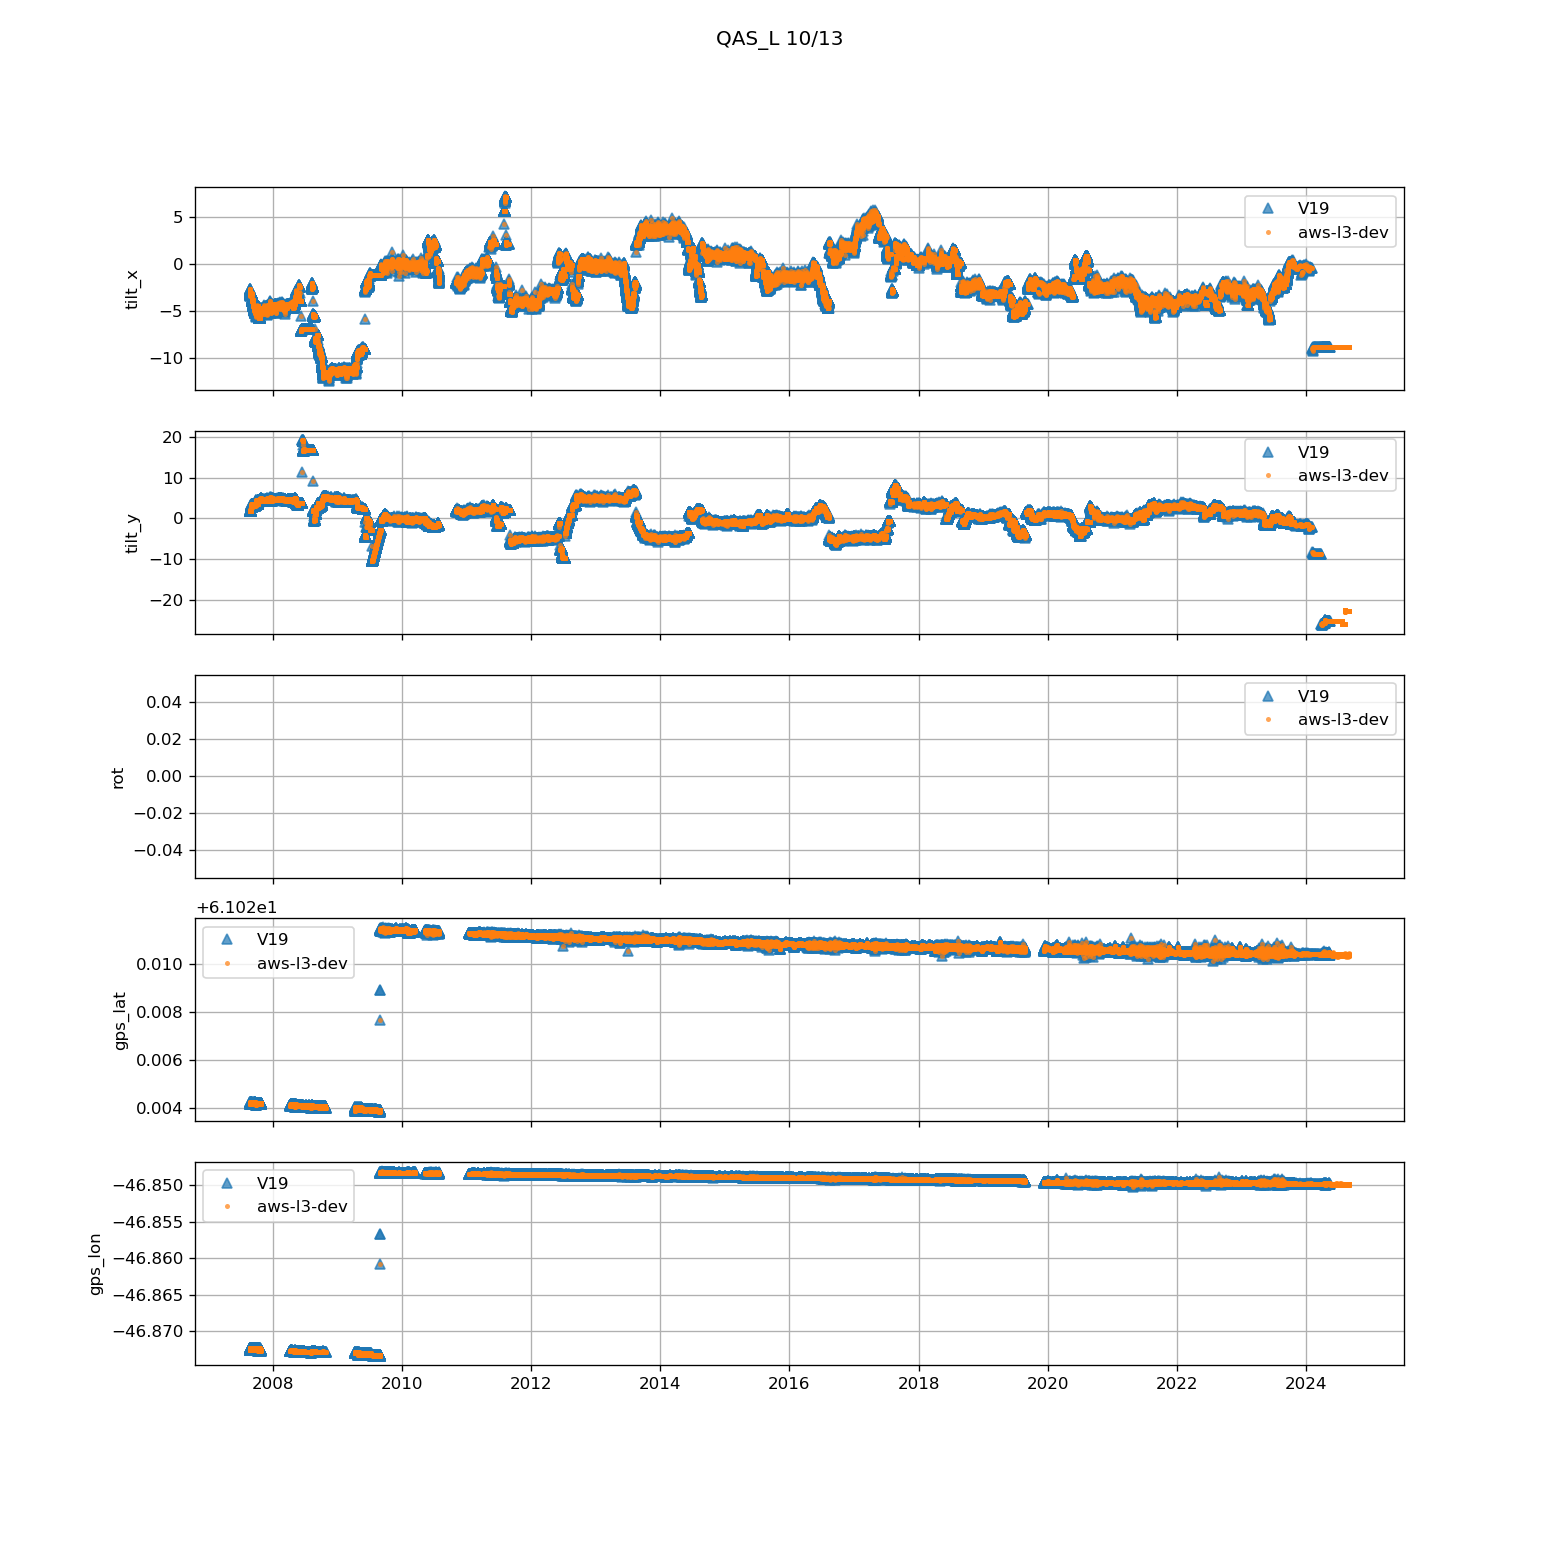 QAS_L 10/13
tilt_x
5
0
−5
−10
V19
aws-l3-dev
tilt_y
20
10
0
−10
−20
V19
aws-l3-dev
rot
0.04
0.02
0.00
−0.02
−0.04
V19
aws-l3-dev
+6.102e1
gps_lat
0.010
0.008
0.006
0.004
V19
aws-l3-dev
gps_lon
−46.850
−46.855
−46.860
−46.865
−46.870
V19
aws-l3-dev
2008 2010 2012 2014 2016 2018 2020 2022 2024